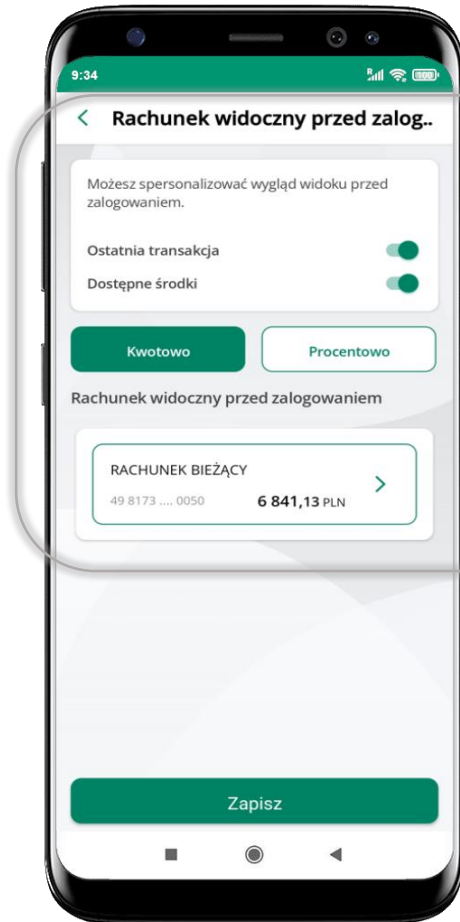 9:34
Rachunek widoczny przed zalog..
Możesz spersonalizować wygląd widoku przed
zalogowaniem.
Ostatnia transakcja
Dostępne środki
Kwotowo Procentowo
Rachunek widoczny przed zalogowaniem
RACHUNEK BIEŻĄCY
49 8173 .... 0050 6 841,13 PLN
Zapisz